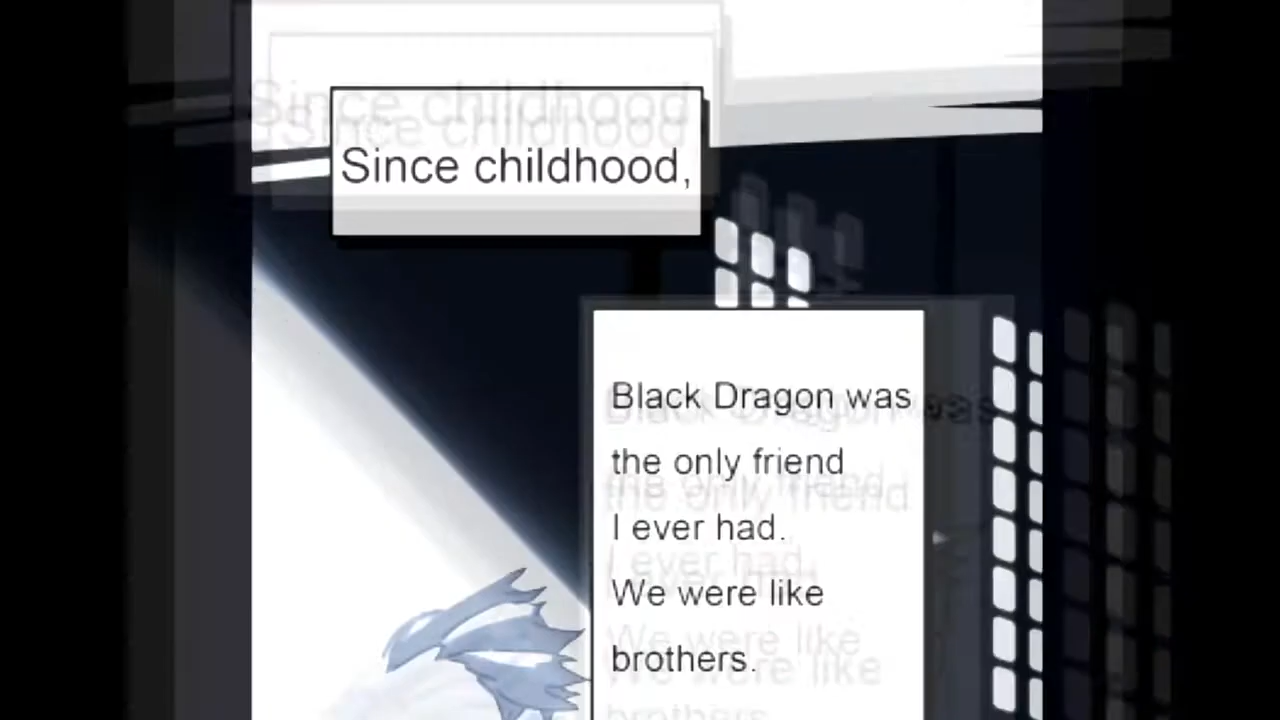 Since childhood,
Black Dragon was
the only friend
I ever had.
We were like
brothers.